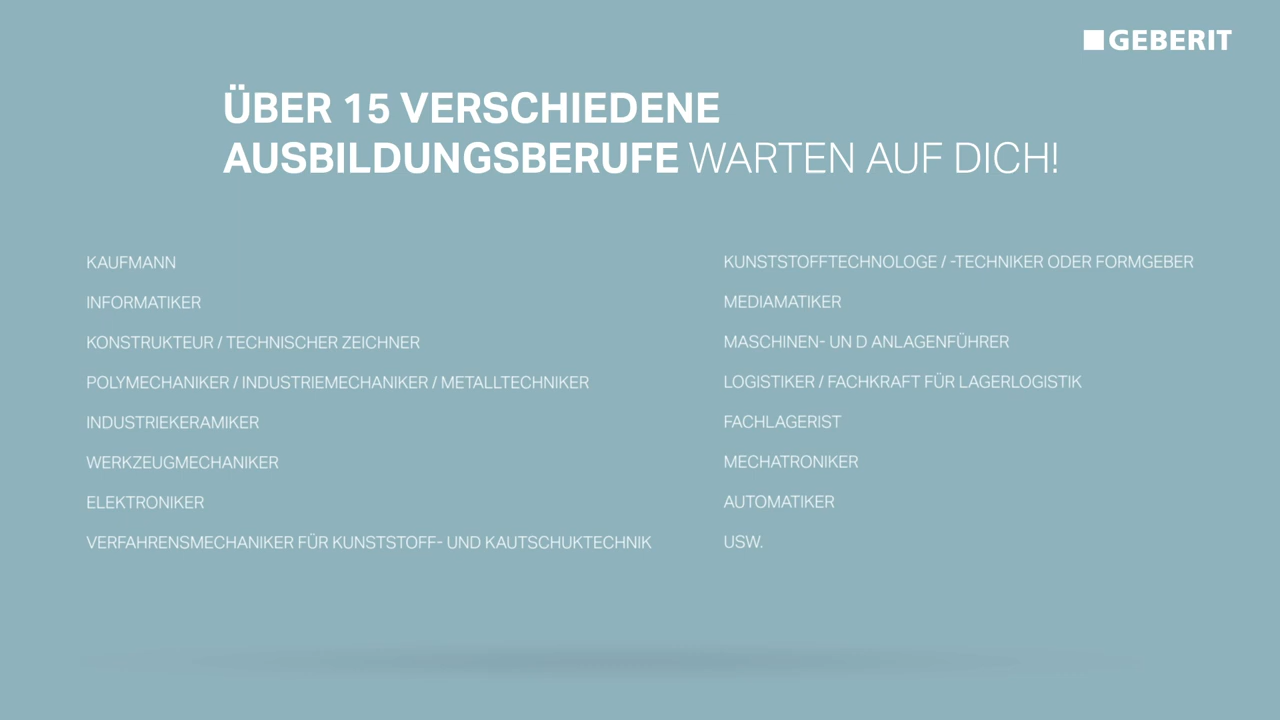 GEBERIT
ÜBER 15 VERSCHIEDENE
AUSBILDUNGSBERUFE WARTEN AUF DICH!
KAUFMANN
INFORMATIKER
KONSTRUKTEUR / TECHNISCHER ZEICHNER
POLYMECHANIKER / INDUSTRIEMECHANIKER / METALLTECHNIKER
INDUSTRIEKERAMIKER
WERKZEUGMECHANIKER
ELEKTRONIKER
VERFAHRENSMECHANIKER FÜR KUNSTSTOFF- UND KAUTSCHUKTECHNIK
KUNSTSTOFFTECHNOLOGE / -TECHNIKER ODER FORMGEBER
MEDIAMATIKER
MASCHINEN- UN D ANLAGENFÜHRER
LOGISTIKER / FACHKRAFT FÜR LAGERLOGISTIK
FACHLAGERIST
MECHATRONIKER
AUTOMATIKER
USW.